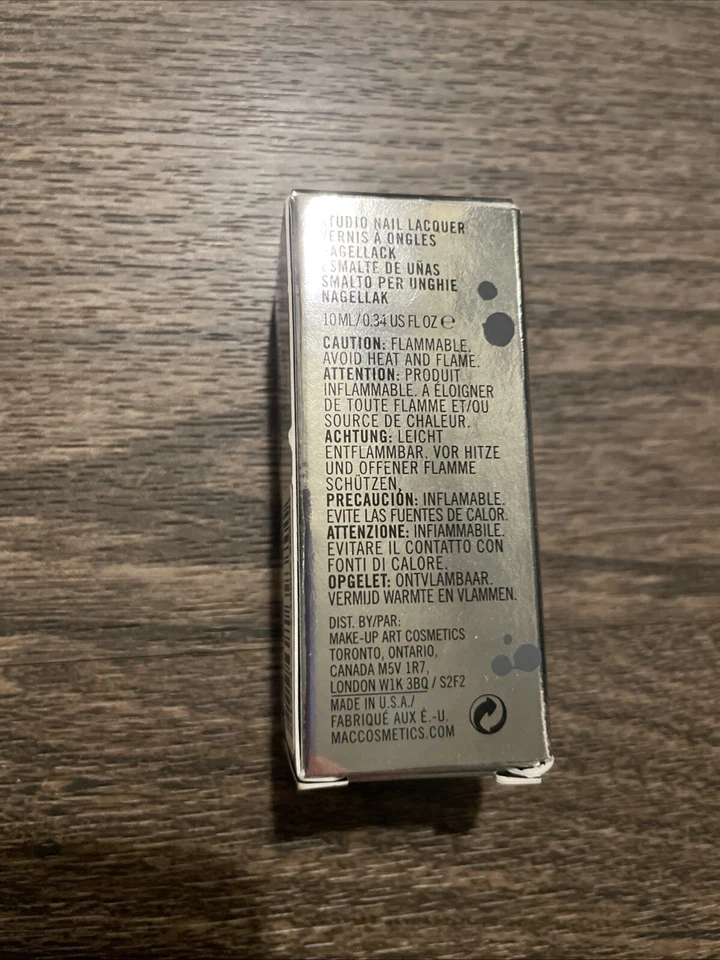 STUDIO NAIL LACQUER
VERNIS À ONGLES
NAGELLACK
ESMALTE DE UÑAS
SMALTO PER UNGHIE
NAGELLAK
10 ML/0.34 US FL OZ ℮
CAUTION: FLAMMABLE.
AVOID HEAT AND FLAME.
ATTENTION: PRODUIT
INFLAMMABLE. A ÉLOIGNER
DE TOUTE FLAMME ET/OU
SOURCE DE CHALEUR.
ACHTUNG: LEICHT
ENTFLAMMBAR. VOR HITZE
UND OFFENER FLAMME
SCHÜTZEN.
PRECAUCIÓN: INFLAMABLE.
EVITE LAS FUENTES DE CALOR.
ATTENZIONE: INFIAMMABILE.
EVITARE IL CONTATTO CON
FONTI DI CALORE.
OPGELET: ONTVLAMBAAR.
VERMIJD WARMTE EN VLAMMEN.
DIST. BY/PAR:
MAKE-UP ART COSMETICS
TORONTO, ONTARIO,
CANADA M5V 1R7,
LONDON W1K 3BQ / S2F2
MADE IN U.S.A./
FABRIQUÉ AUX É.-U.
MACCOSMETICS.COM